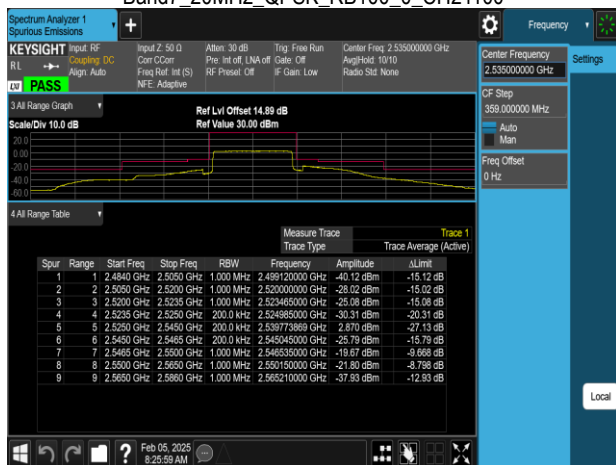 Band7_20MHz_QPSK_RB100_0_CH21100
Spectrum Analyzer 1
Spurious Emissions
Frequency
KEYSIGHT Input: RF
RL
Coupling: DC
Align: Auto
PASS
Input Z: 50 Ω
Corr CCorr
Freq Ref: Int (S)
NFE: Adaptive
Atten: 30 dB
Pre: Int off, LNA off
RF Preset: Off
Trig: Free Run
Gate: Off
IF Gain: Low
Center Freq: 2.535000000 GHz
Avg|Hold: 10/10
Radio Std: None
Center Frequency
2.535000000 GHz
Settings
CF Step
359.000000 MHz
Auto
Man
Freq Offset
0 Hz
3 All Range Graph
Scale/Div 10.0 dB
Ref Lvl Offset 14.89 dB
Ref Value 30.00 dBm
20.0
0.00
-20.0
-40.0
-60.0
4 All Range Table
Measure Trace Trace 1
Trace Type Trace Average (Active)
Spur Range Start Freq Stop Freq RBW Frequency Amplitude ΔLimit
1 1 2.4840 GHz 2.5050 GHz 1.000 MHz 2.499120000 GHz -40.12 dBm -15.12 dB
2 2 2.5050 GHz 2.5200 GHz 1.000 MHz 2.520000000 GHz -28.02 dBm -15.02 dB
3 3 2.5200 GHz 2.5235 GHz 1.000 MHz 2.523465000 GHz -25.08 dBm -15.08 dB
4 4 2.5235 GHz 2.5250 GHz 200.0 kHz 2.524985000 GHz -30.31 dBm -20.31 dB
5 5 2.5250 GHz 2.5450 GHz 200.0 kHz 2.539773869 GHz 2.870 dBm -27.13 dB
6 6 2.5450 GHz 2.5465 GHz 200.0 kHz 2.545045000 GHz -25.79 dBm -15.79 dB
7 7 2.5465 GHz 2.5500 GHz 1.000 MHz 2.546535000 GHz -19.67 dBm -9.668 dB
8 8 2.5500 GHz 2.5650 GHz 1.000 MHz 2.550150000 GHz -21.80 dBm -8.798 dB
9 9 2.5650 GHz 2.5860 GHz 1.000 MHz 2.565210000 GHz -37.93 dBm -12.93 dB
Local
?
Feb 05, 2025
8:25:59 AM